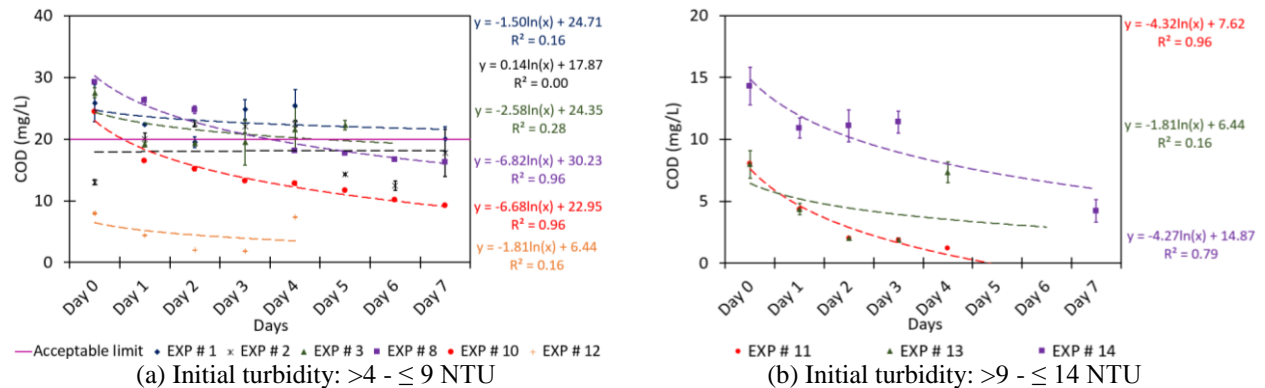 40
30
20
10
0
COD (mg/L)
Day 0
Day 1
Day 2
Day 3
Day 4
Day 5
Day 6
Day 7
Days
y = -1.50ln(x) + 24.71
R² = 0.16
y = 0.14ln(x) + 17.87
R² = 0.00
y = -2.58ln(x) + 24.35
R² = 0.28
y = -6.82ln(x) + 30.23
R² = 0.96
y = -6.68ln(x) + 22.95
R² = 0.96
y = -1.81ln(x) + 6.44
R² = 0.16
Acceptable limit EXP # 1 EXP # 2 EXP # 3 EXP # 8 EXP # 10 EXP # 12
(a) Initial turbidity: >4 - ≤ 9 NTU
20
15
10
5
0
COD (mg/L)
Day 0
Day 1
Day 2
Day 3
Day 4
Day 5
Day 6
Day 7
Days
y = -4.32ln(x) + 7.62
R² = 0.96
y = -1.81ln(x) + 6.44
R² = 0.16
y = -4.27ln(x) + 14.87
R² = 0.79
EXP # 11 EXP # 13 EXP # 14
(b) Initial turbidity: >9 - ≤ 14 NTU